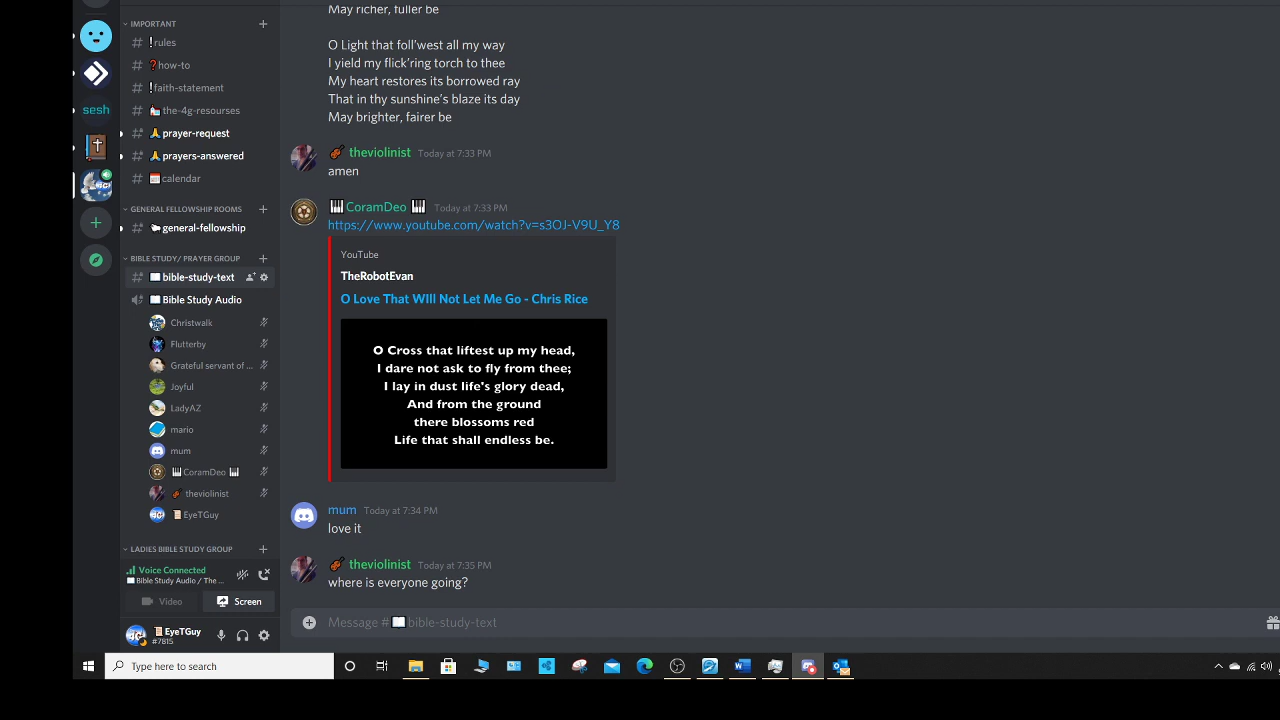 IMPORTANT
!rules
how-to
!faith-statement
the-4g-resourses
prayer-request
prayers-answered
calendar
GENERAL FELLOWSHIP ROOMS
general-fellowship
BIBLE STUDY/ PRAYER GROUP
bible-study-text
Bible Study Audio
Christwalk
Flutterby
Grateful servant of ...
Joyful
LadyAZ
mario
mum
CoramDeo
theviolinist
EyeTGuy
LADIES BIBLE STUDY GROUP
Voice Connected
Bible Study Audio / The ...
Video
Screen
EyeTGuy
#7815
sesh
May richer, fuller be
O Light that foll'west all my way
I yield my flick'ring torch to thee
My heart restores its borrowed ray
That in thy sunshine's blaze its day
May brighter, fairer be
theviolinist Today at 7:33 PM
amen
CoramDeo Today at 7:33 PM
https://www.youtube.com/watch?v=s3OJ-V9U_Y8
YouTube
TheRobotEvan
O Love That WIll Not Let Me Go - Chris Rice
O Cross that liftest up my head,
I dare not ask to fly from thee;
I lay in dust life's glory dead,
And from the ground
there blossoms red
Life that shall endless be.
mum Today at 7:34 PM
love it
theviolinist Today at 7:35 PM
where is everyone going?
Message # bible-study-text
Type here to search